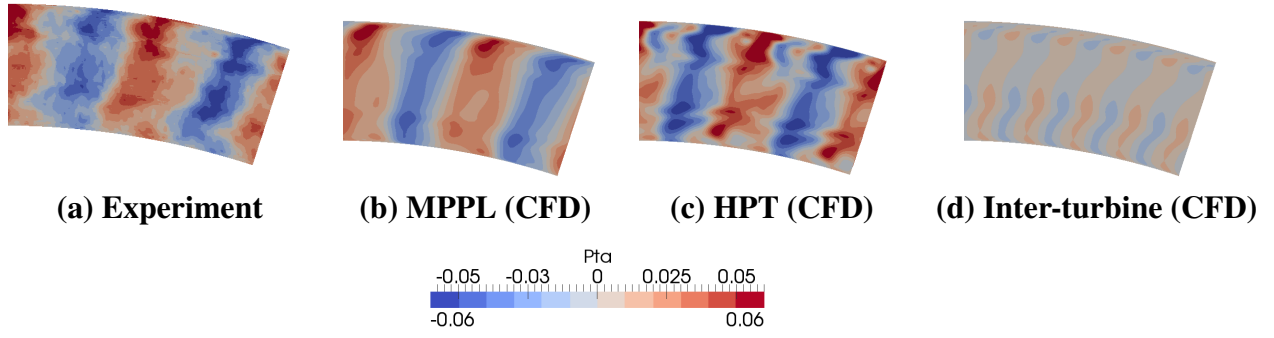 (a) Experiment (b) MPPL (CFD) (c) HPT (CFD) (d) Inter-turbine (CFD)
Pta
-0.05 -0.03 0 0.025 0.05
-0.06 0.06